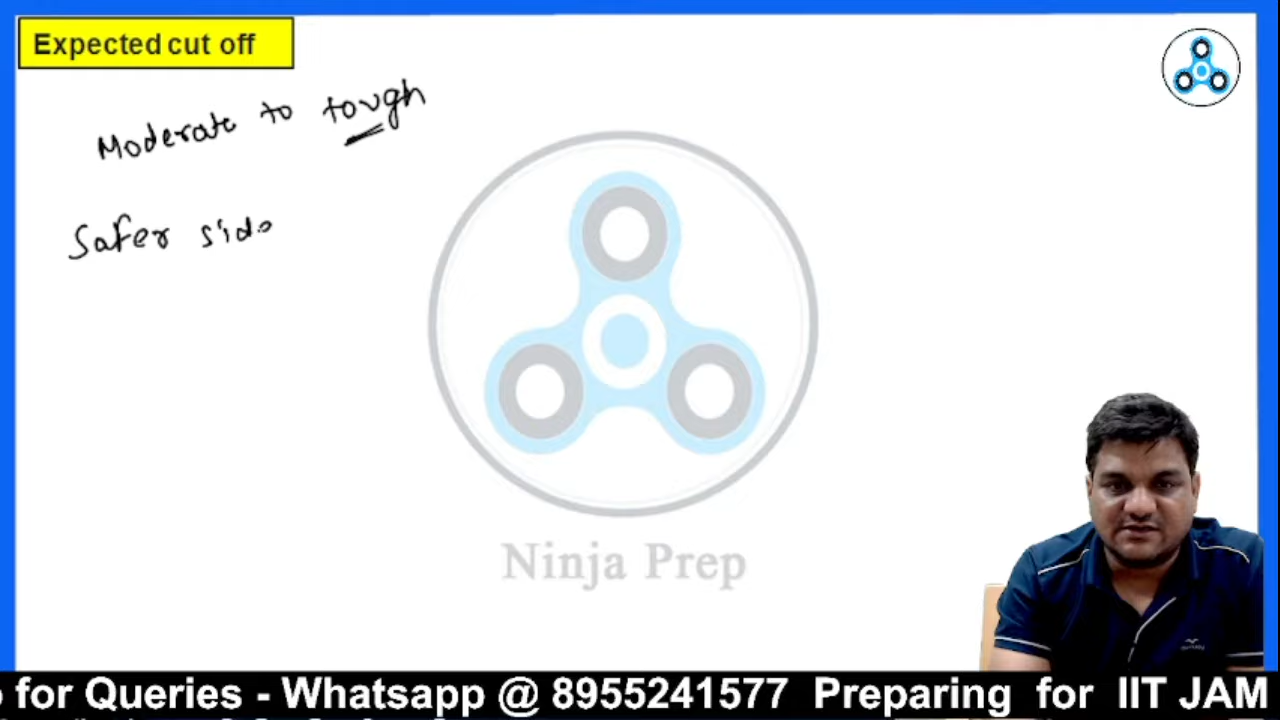 Expected cut off
Moderate to tough
Safer side
Ninja Prep
for Queries - Whatsapp @ 8955241577 Preparing for IIT JAM